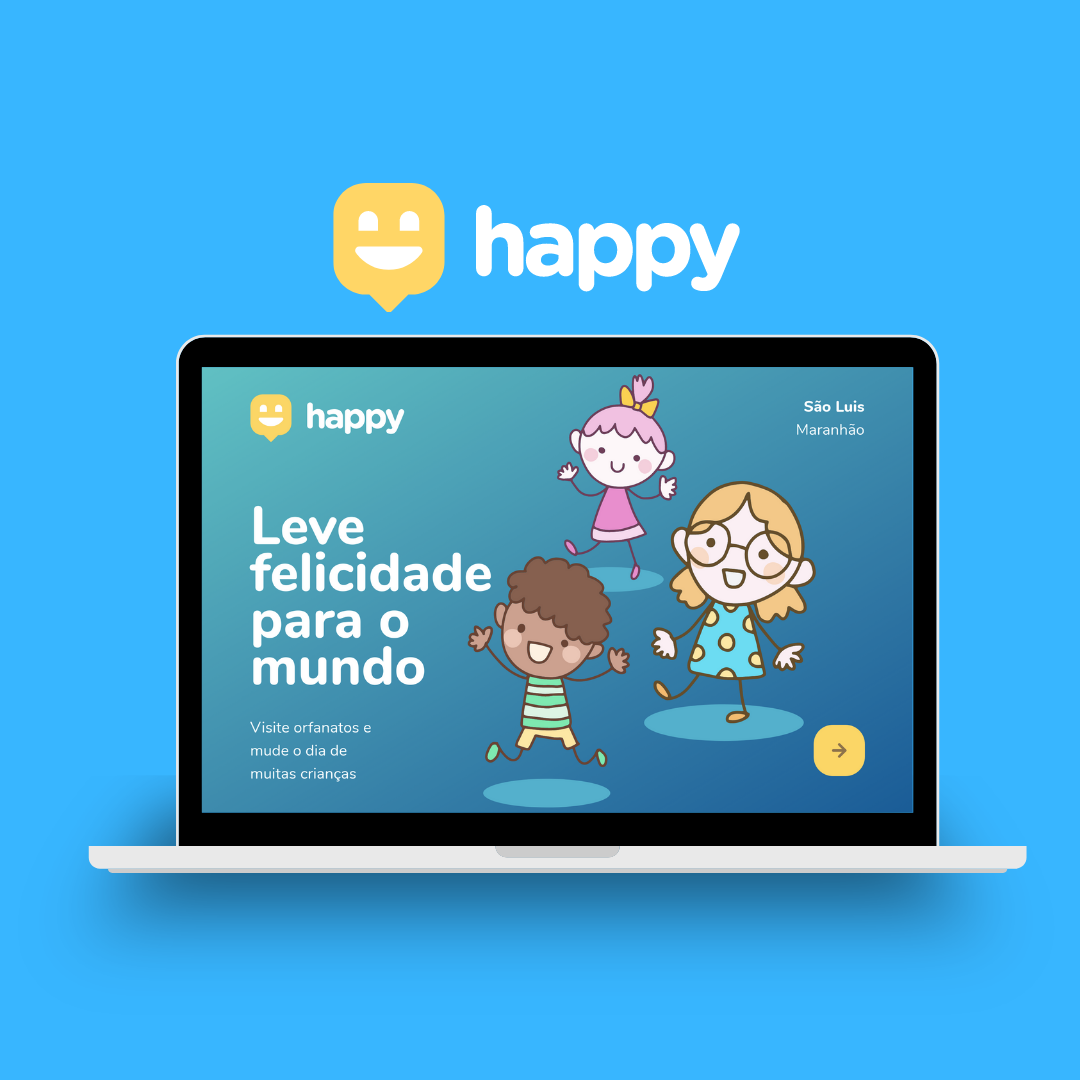 happy
happy
São Luis
Maranhão
Leve
felicidade
para o
mundo
Visite orfanatos e
mude o dia de
muitas crianças